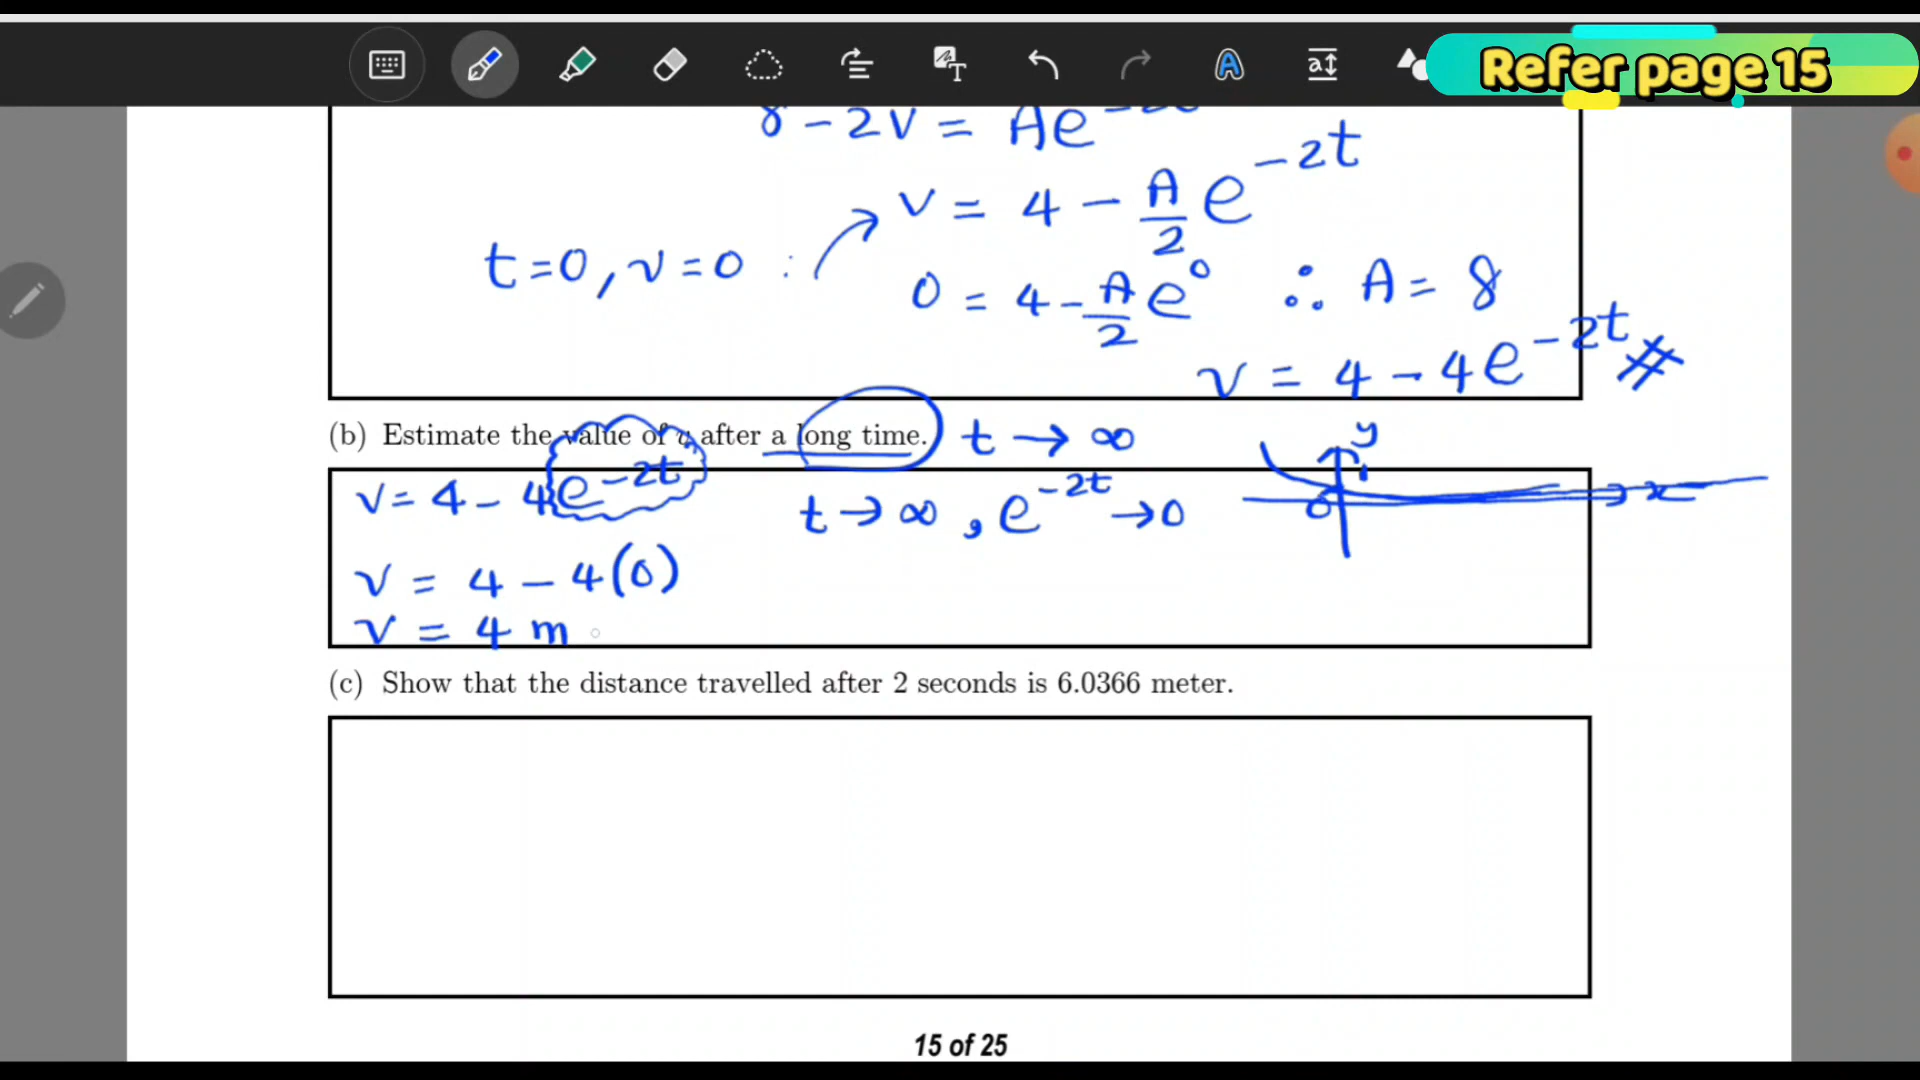 Refer page 15
8 - 2v = Ae
v = 4 - A/2 e^{-2t}
t = 0, v = 0 :
0 = 4 - A/2 e^0 ∴ A = 8
v = 4 - 4e^{-2t} #
(b) Estimate the value of v after a long time. t → ∞
y
v = 4 - 4e^{-2t} t → ∞, e^{-2t} → 0
0 x
v = 4 - 4(0)
v = 4 m
(c) Show that the distance travelled after 2 seconds is 6.0366 meter.
15 of 25